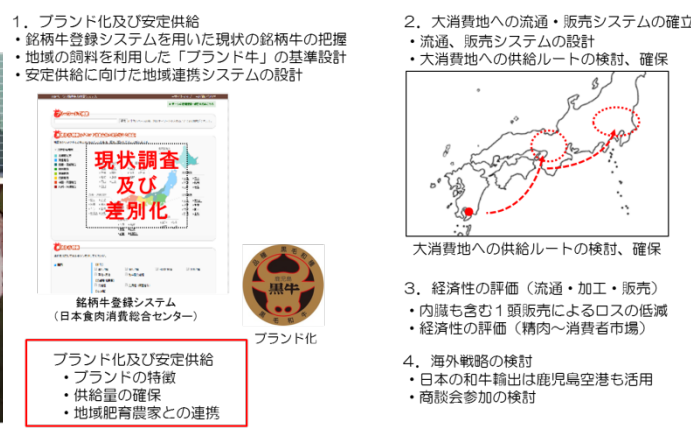 1．ブランド化及び安定供給
・銘柄牛登録システムを用いた現状の銘柄牛の把握
・地域の飼料を利用した「ブランド牛」の基準設計
・安定供給に向けた地域連携システムの設計
現状調査
及び
差別化
銘柄牛登録システム
（日本食肉消費総合センター）
黒牛
ブランド化
ブランド化及び安定供給
・ブランドの特徴
・供給量の確保
・地域肥育農家との連携
2．大消費地への流通・販売システムの確立
・流通、販売システムの設計
・大消費地への供給ルートの検討、確保
大消費地への供給ルートの検討、確保
3．経済性の評価（流通・加工・販売）
・内臓も含む１頭販売によるロスの低減
・経済性の評価（精肉～消費者市場）
4．海外戦略の検討
・日本の和牛輸出は鹿児島空港も活用
・商談会参加の検討